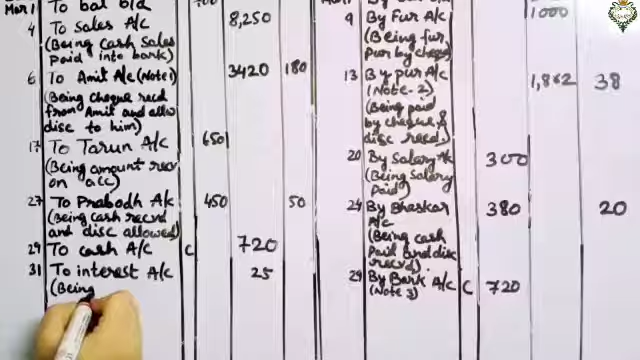 Mar 1 To bal b/d
4 To Sales A/c 8,250
(Being cash sales
paid into bank)
6 To Amit A/c (Note 1) 3420 180
(Being cheque recd
from Amit and allo
disc to him)
17 To Tarun A/c 650
(Being amount rec
on acc
27 To Prabodh A/c 450 50
(Being cash recvd
and disc allowed)
29 To cash A/c C 720
31 To interest A/c 25
(Being
9 By Fur A/c 1000
(Being fur,
Pur by cheque)
13 By pur A/c 1,862 38
(Note-2)
(Being paid
by cheque &
disc recd)
20 By Salary A/c 300
(Being Salary
Paid)
24 By Bhaskar 380 20
A/c
(Being cash
Paid and disc
recvd)
29 By Bank A/c C 720
(Note 3)